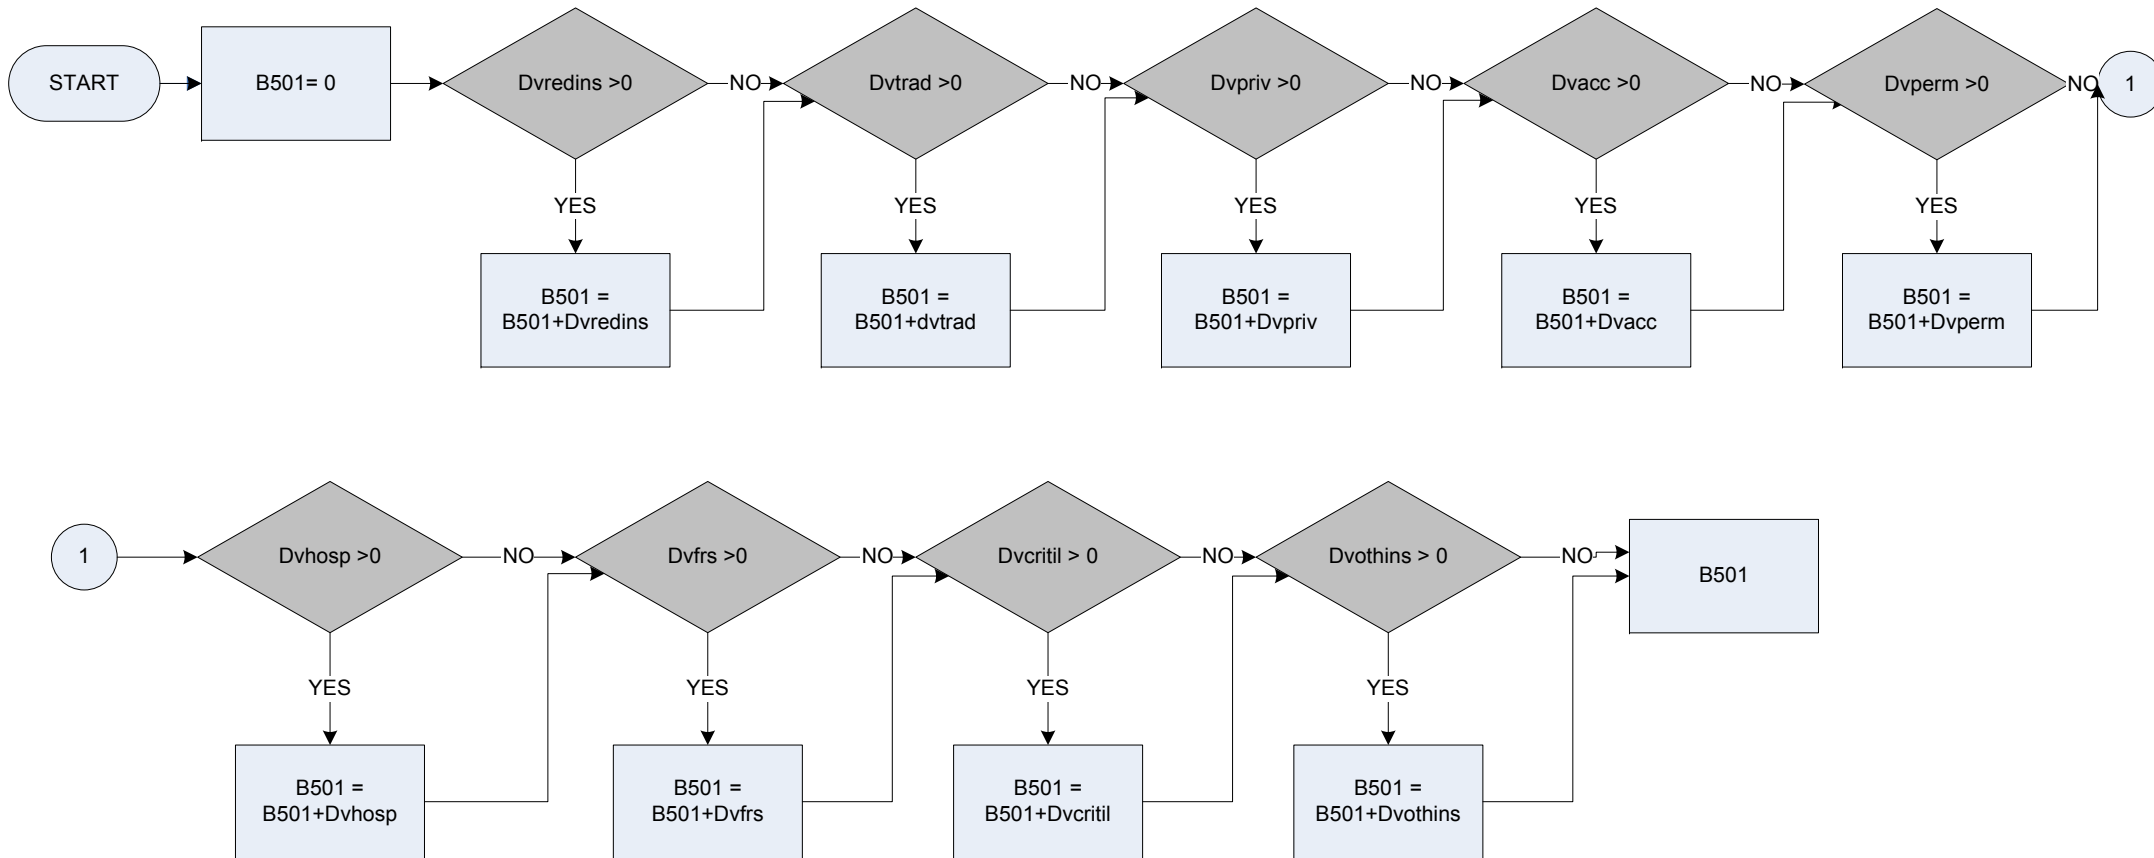 START
B501= 0
Dvredins >0
NO
Dvtrad >0
NO
Dvpriv >0
NO
Dvacc >0
NO
Dvperm >0
NO
1
YES
YES
YES
YES
YES
B501 =
B501+Dvredins
B501 =
B501+dvtrad
B501 =
B501+Dvpriv
B501 =
B501+Dvacc
B501 =
B501+Dvperm
1
Dvhosp >0
NO
Dvfrs >0
NO
Dvcritil > 0
NO
Dvothins > 0
NO
B501
YES
YES
YES
YES
B501 =
B501+Dvhosp
B501 =
B501+Dvfrs
B501 =
B501+Dvcritil
B501 =
B501+Dvothins